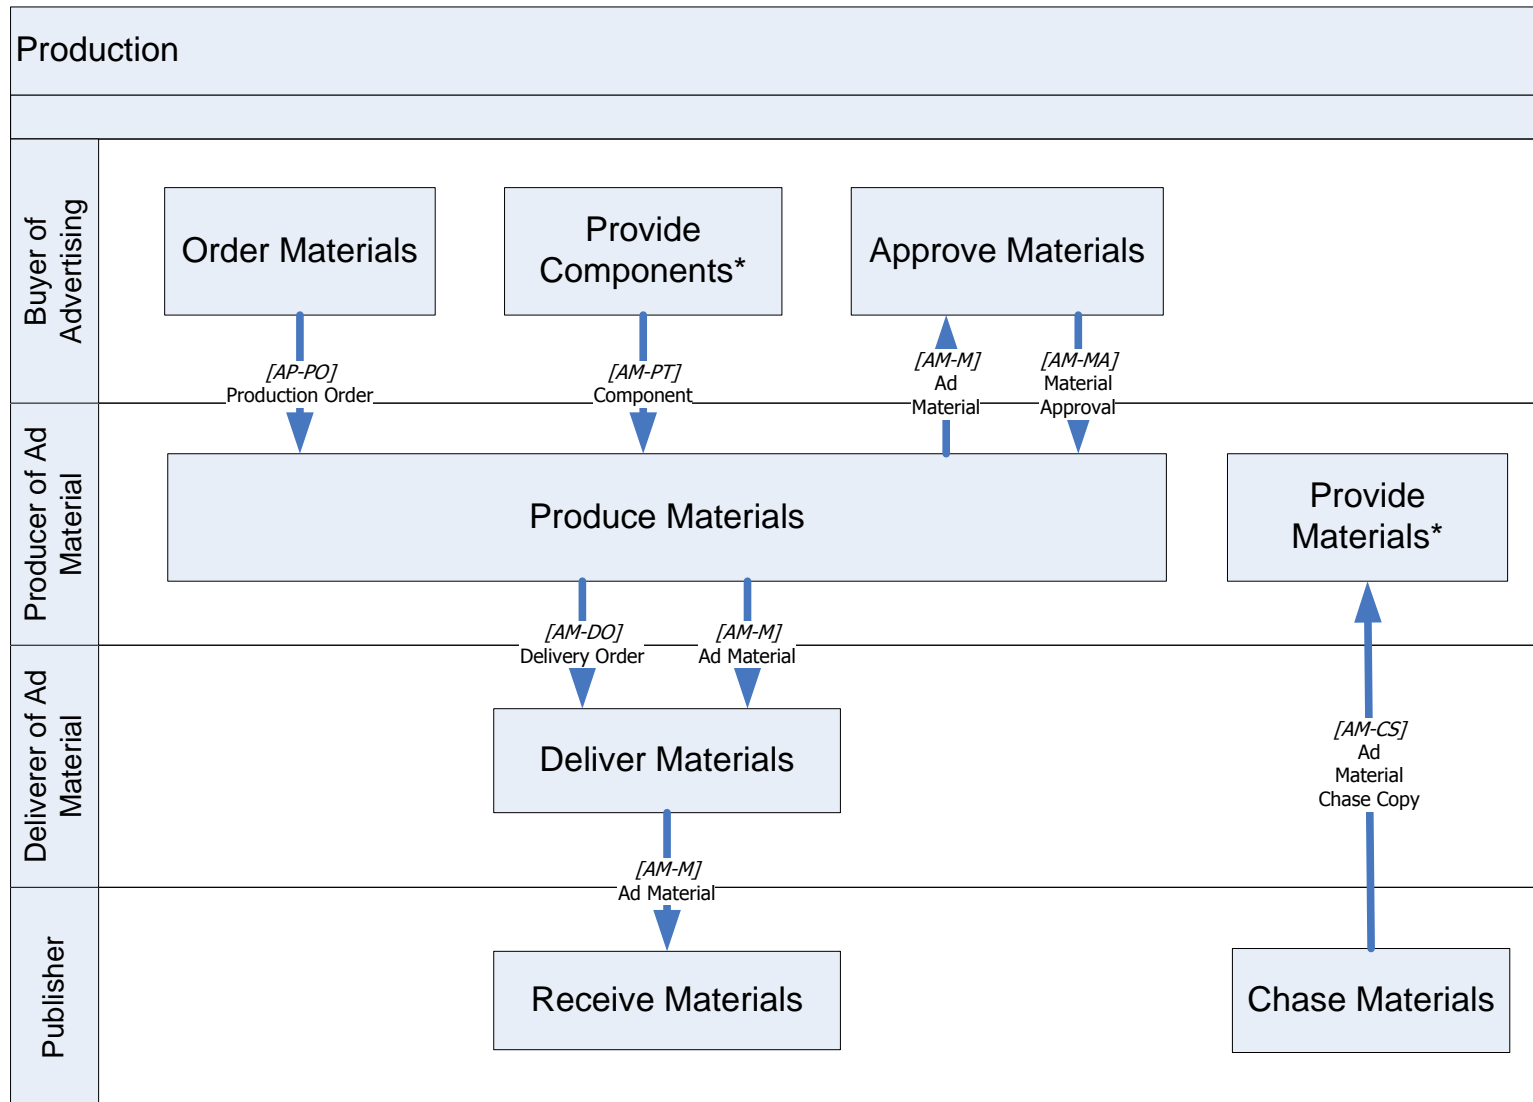 Production
Buyer of
Advertising
Order Materials
Provide
Components*
Approve Materials
[AP-PO]
Production Order
[AM-PT]
Component
[AM-M]
Ad
Material
[AM-MA]
Material
Approval
Producer of Ad
Material
Produce Materials
Provide
Materials*
[AM-DO]
Delivery Order
[AM-M]
Ad Material
Deliverer of Ad
Material
Deliver Materials
[AM-CS]
Ad
Material
Chase Copy
[AM-M]
Ad Material
Publisher
Receive Materials
Chase Materials